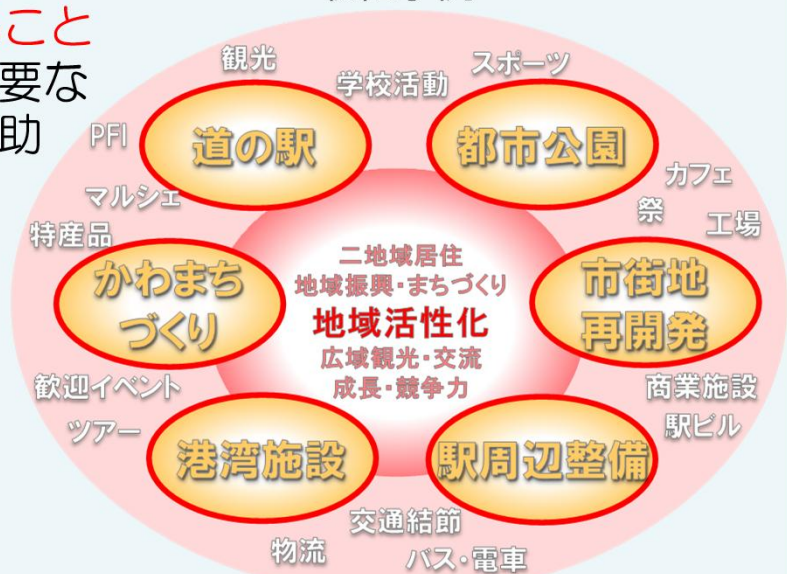 こと
要な
助
観光
スポーツ
学校活動
PFI
道の駅
都市公園
マルシェ
カフェ
祭
工場
特産品
かわまち
づくり
二地域居住
地域振興・まちづくり
地域活性化
広域観光・交流
成長・競争力
市街地
再開発
歓迎イベント
ツアー
商業施設
駅ビル
港湾施設
駅周辺整備
交通結節
物流
バス・電車